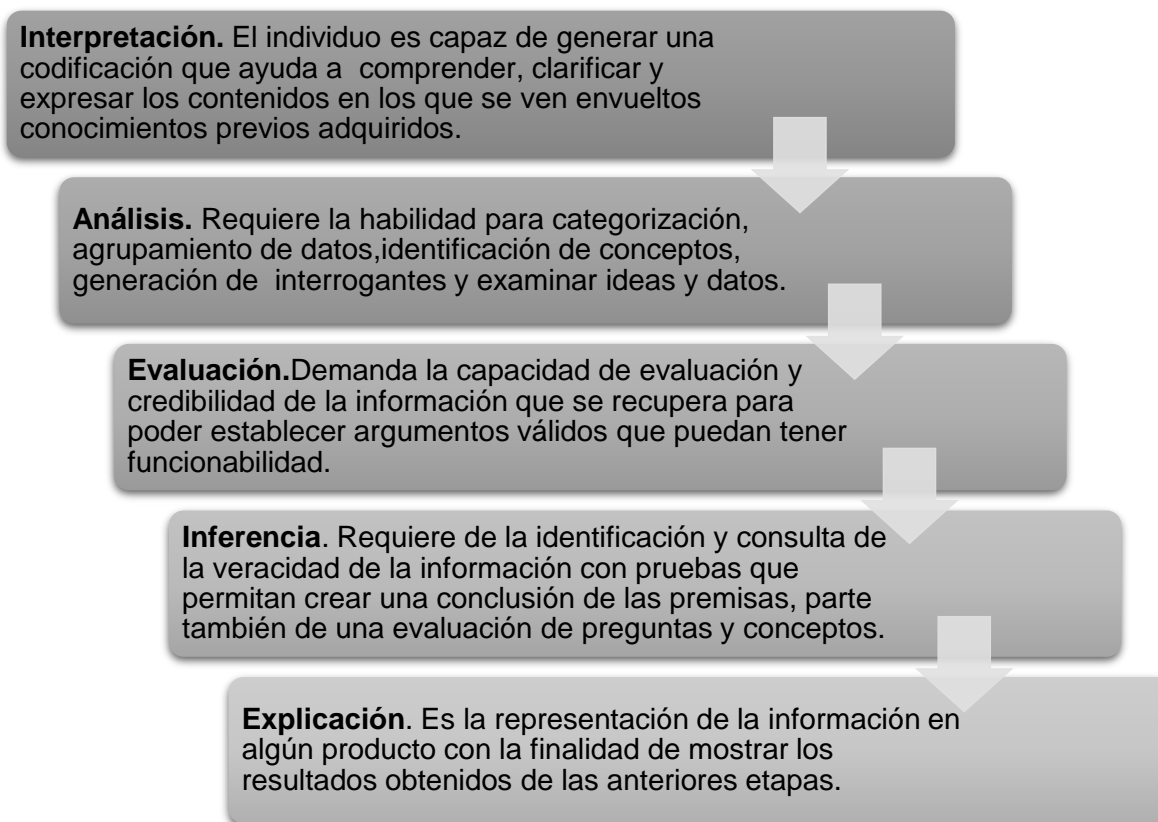 Interpretación. El individuo es capaz de generar una
codificación que ayuda a comprender, clarificar y
expresar los contenidos en los que se ven envueltos
conocimientos previos adquiridos.
Análisis. Requiere la habilidad para categorización,
agrupamiento de datos,identificación de conceptos,
generación de interrogantes y examinar ideas y datos.
Evaluación.Demanda la capacidad de evaluación y
credibilidad de la información que se recupera para
poder establecer argumentos válidos que puedan tener
funcionabilidad.
Inferencia. Requiere de la identificación y consulta de
la veracidad de la información con pruebas que
permitan crear una conclusión de las premisas, parte
también de una evaluación de preguntas y conceptos.
Explicación. Es la representación de la información en
algún producto con la finalidad de mostrar los
resultados obtenidos de las anteriores etapas.